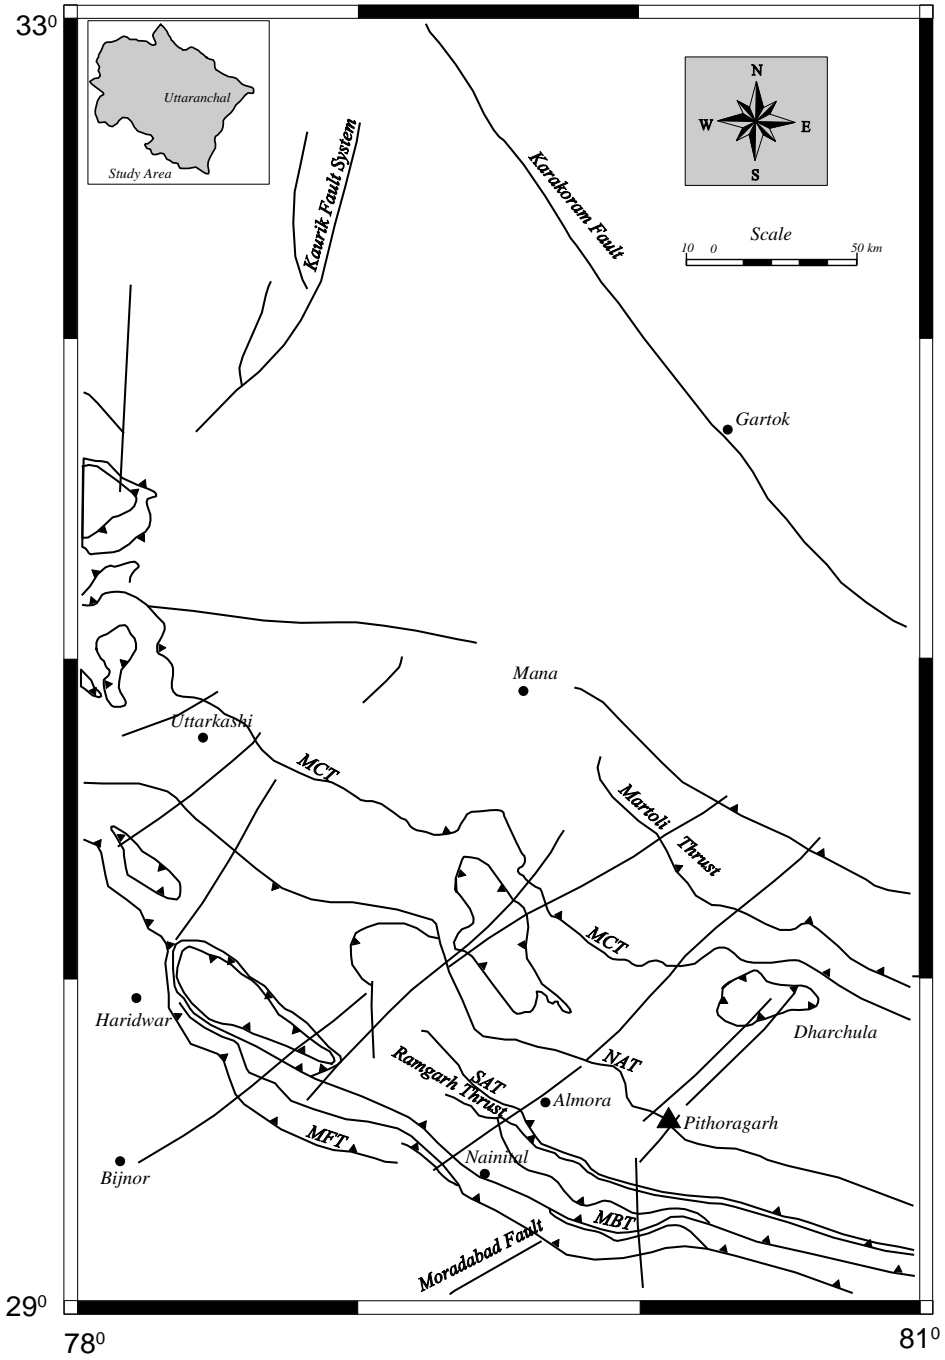 33⁰
Uttaranchal
Study Area
N
W
E
S
Kaurik Fault System
Karakoram Fault
Scale
10 0 50 km
Gartok
Mana
Uttarkashi
MCT
Martoli
Thrust
MCT
Haridwar
Dharchula
NAT
SAT
Ramgarh Thrust
Almora
Pithoragarh
MFT
Nainital
Bijnor
MBT
Moradabad Fault
29⁰
78⁰
81⁰